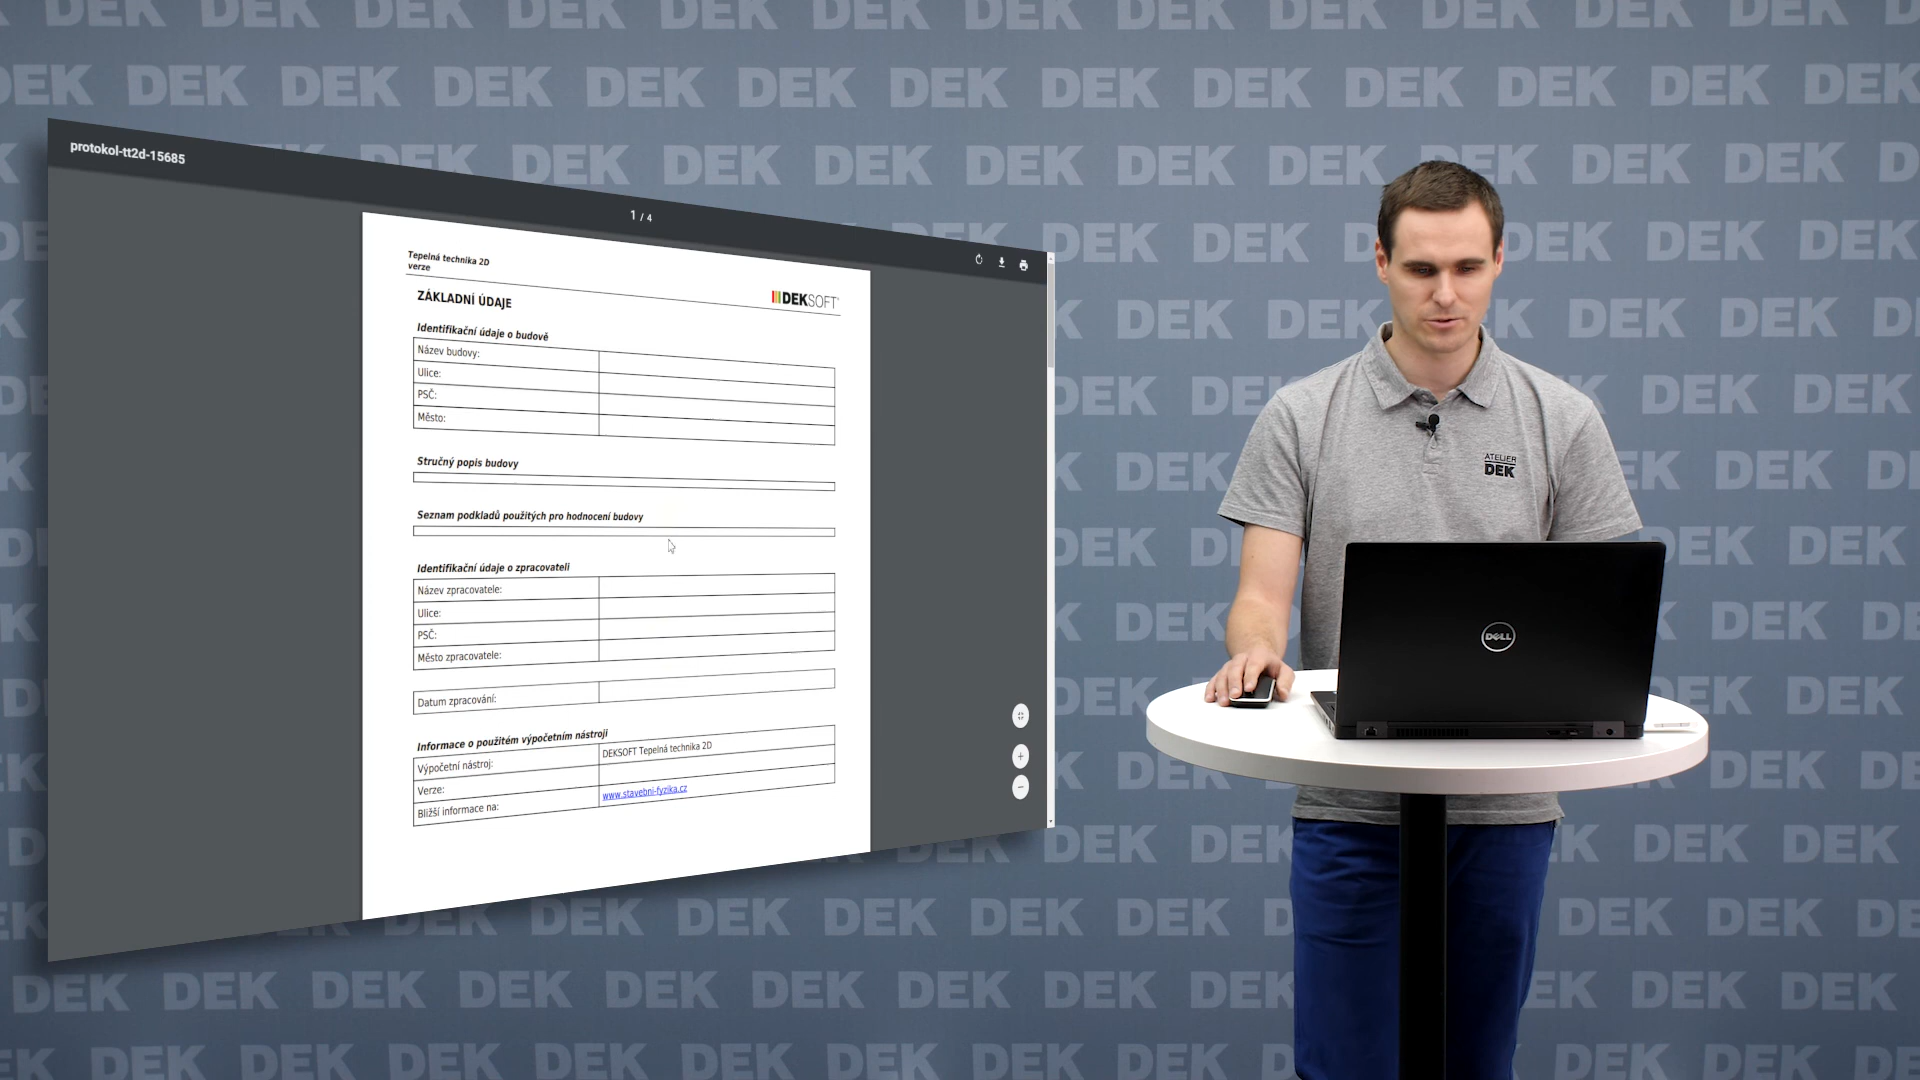 protokol-tt2d-15685
1 / 4
Tepelná technika 2D
verze
DEKSOFT
ZÁKLADNÍ ÚDAJE
Identifikační údaje o budově
Název budovy:
Ulice:
PSČ:
Město:
Stručný popis budovy
Seznam podkladů použitých pro hodnocení budovy
Identifikační údaje o zpracovateli
Název zpracovatele:
Ulice:
PSČ:
Město zpracovatele:
Datum zpracování:
Informace o použitém výpočetním nástroji
Výpočetní nástroj: DEKSOFT Tepelná technika 2D
Verze:
Bližší informace na: www.stavebni-fyzika.cz
ATELIER
DEK
DELL
DEK DEK DEK DEK DEK DEK DEK DEK DEK DEK DEK DEK